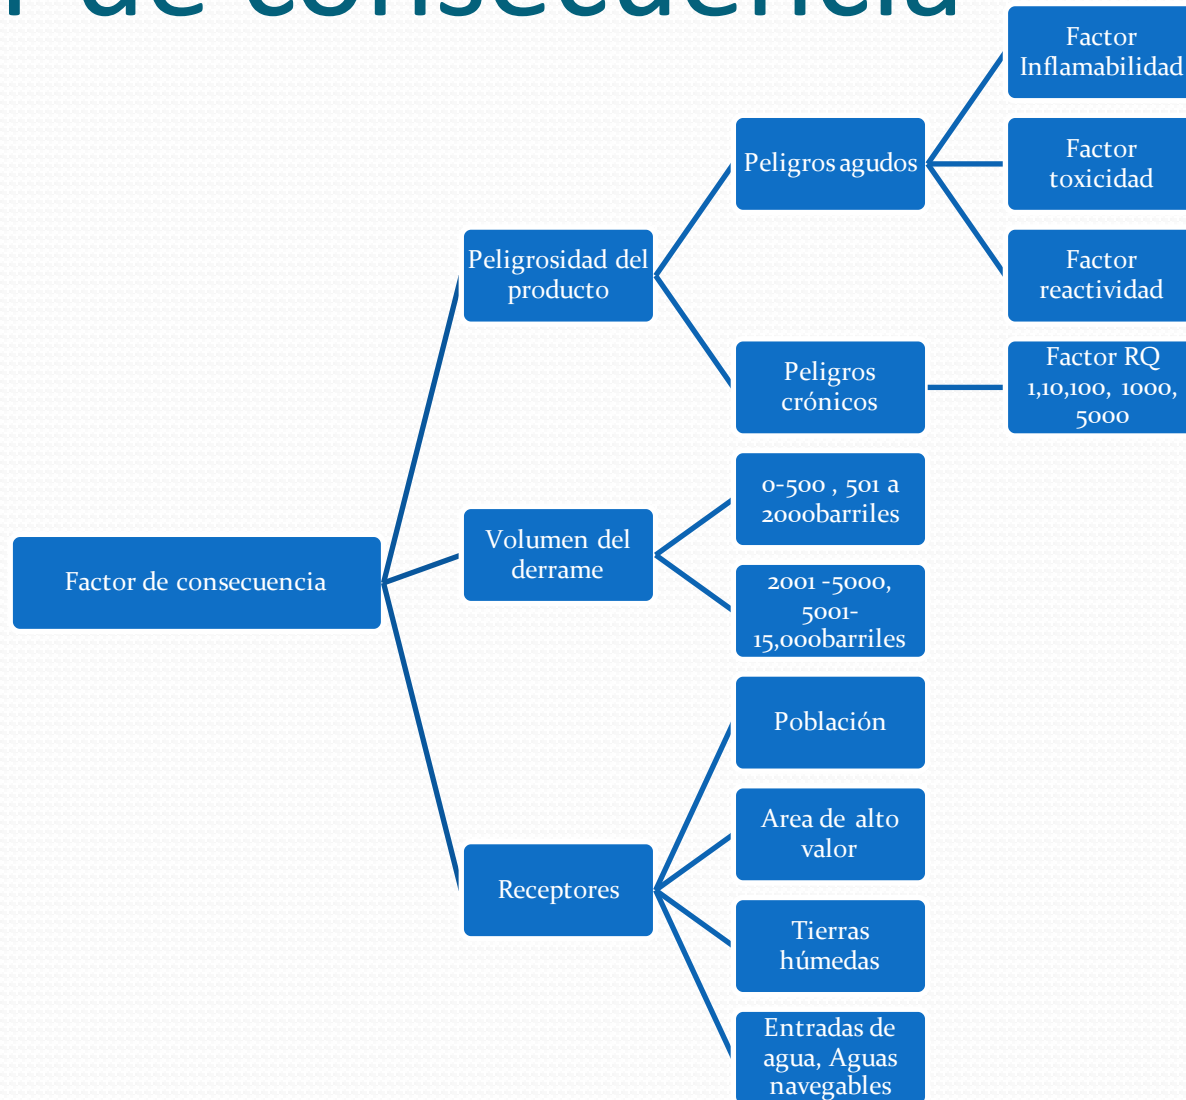 r de consecuencia
Factor
Inflamabilidad
Peligros agudos
Factor
toxicidad
Factor
reactividad
Peligrosidad del
producto
Peligros
crónicos
Factor RQ
1,10,100, 1000,
5000
0-500 , 501 a
2000barriles
Volumen del
derrame
2001 -5000,
5001-
15,000barriles
Factor de consecuencia
Población
Area de alto
valor
Receptores
Tierras
húmedas
Entradas de
agua, Aguas
navegables